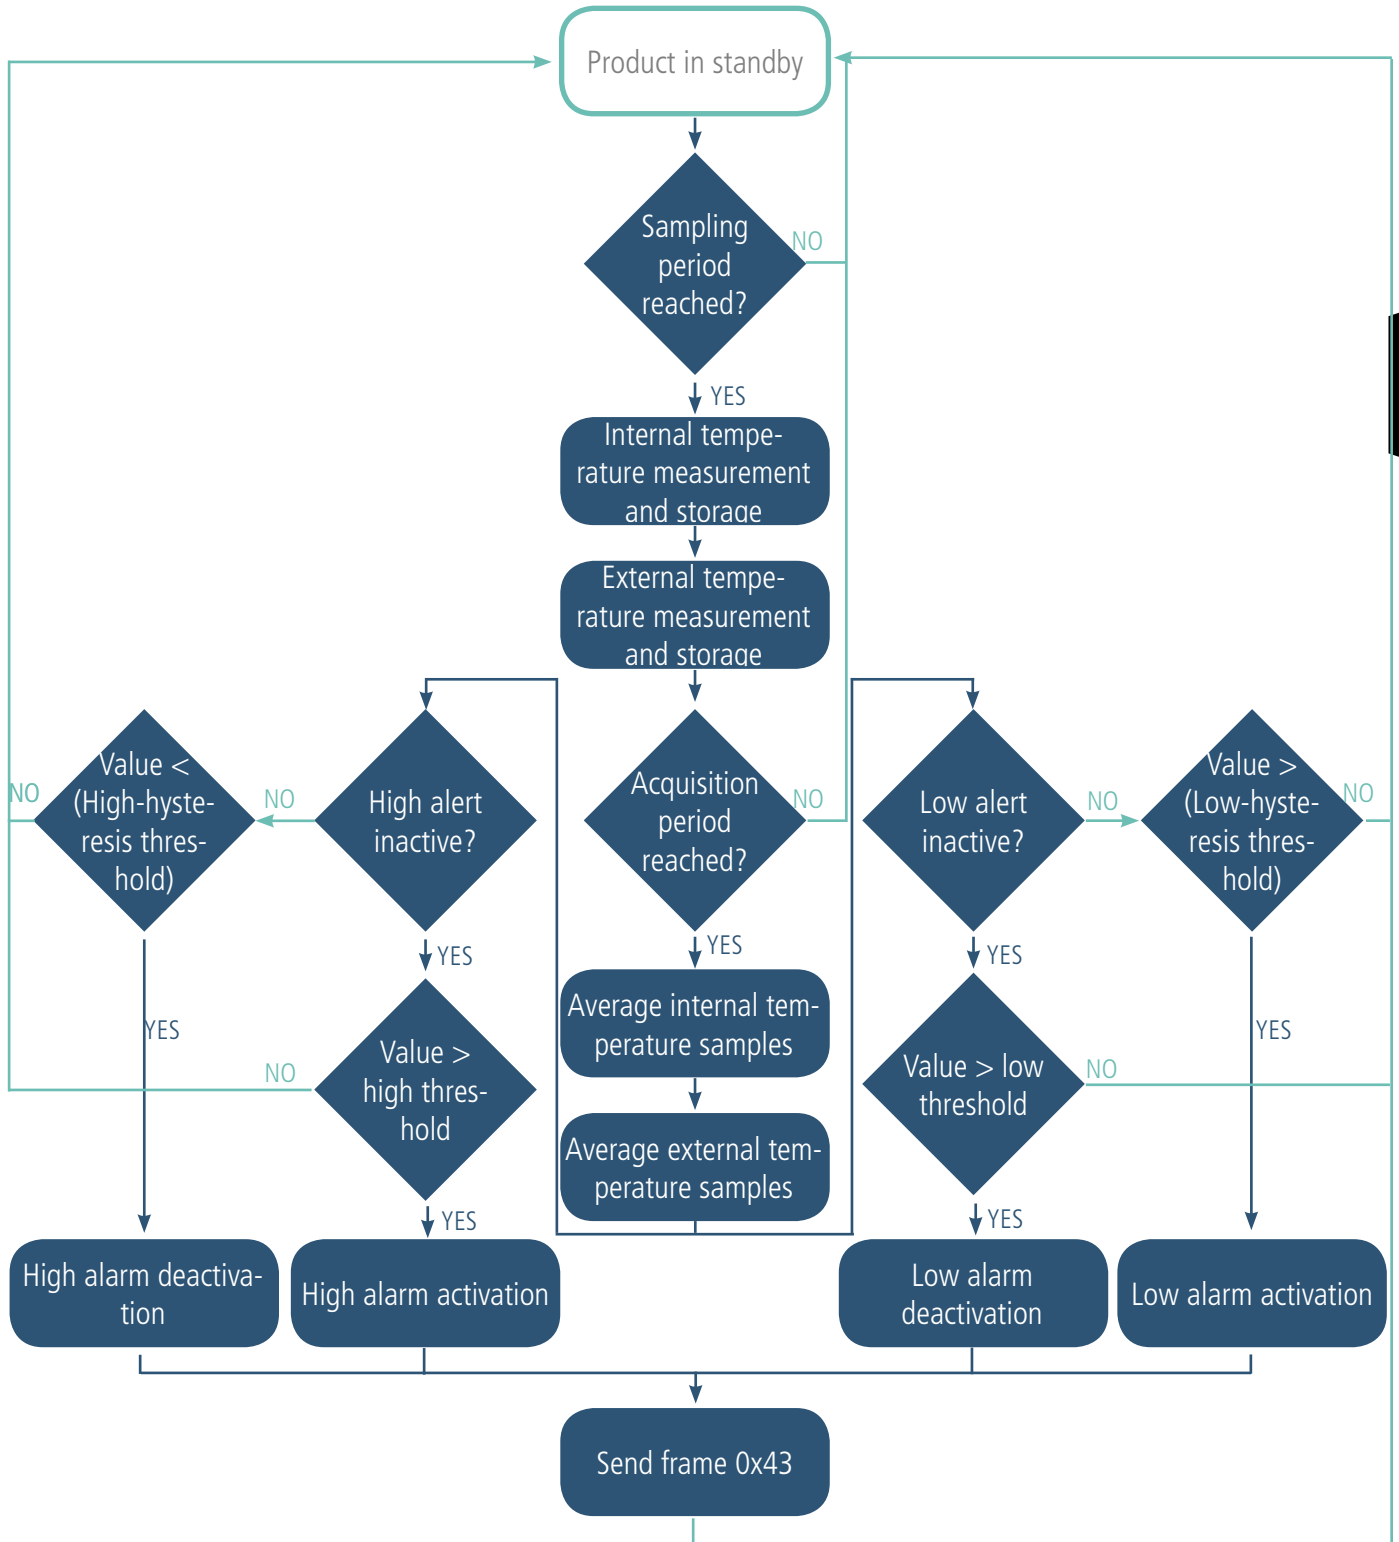 Product in standby
Sampling
period
reached?
NO
YES
Internal tempe-
rature measurement
and storage
External tempe-
rature measurement
and storage
Value <
(High-hyste-
resis thres-
hold)
NO
YES
NO
High alert
inactive?
YES
Acquisition
period
reached?
NO
YES
Low alert
inactive?
YES
NO
Value >
(Low-hyste-
resis thres-
hold)
NO
YES
Value >
high thres-
hold
NO
YES
Average internal tem-
perature samples
Average external tem-
perature samples
Value > low
threshold
NO
YES
High alarm deactiva-
tion
High alarm activation
Low alarm
deactivation
Low alarm activation
Send frame 0x43